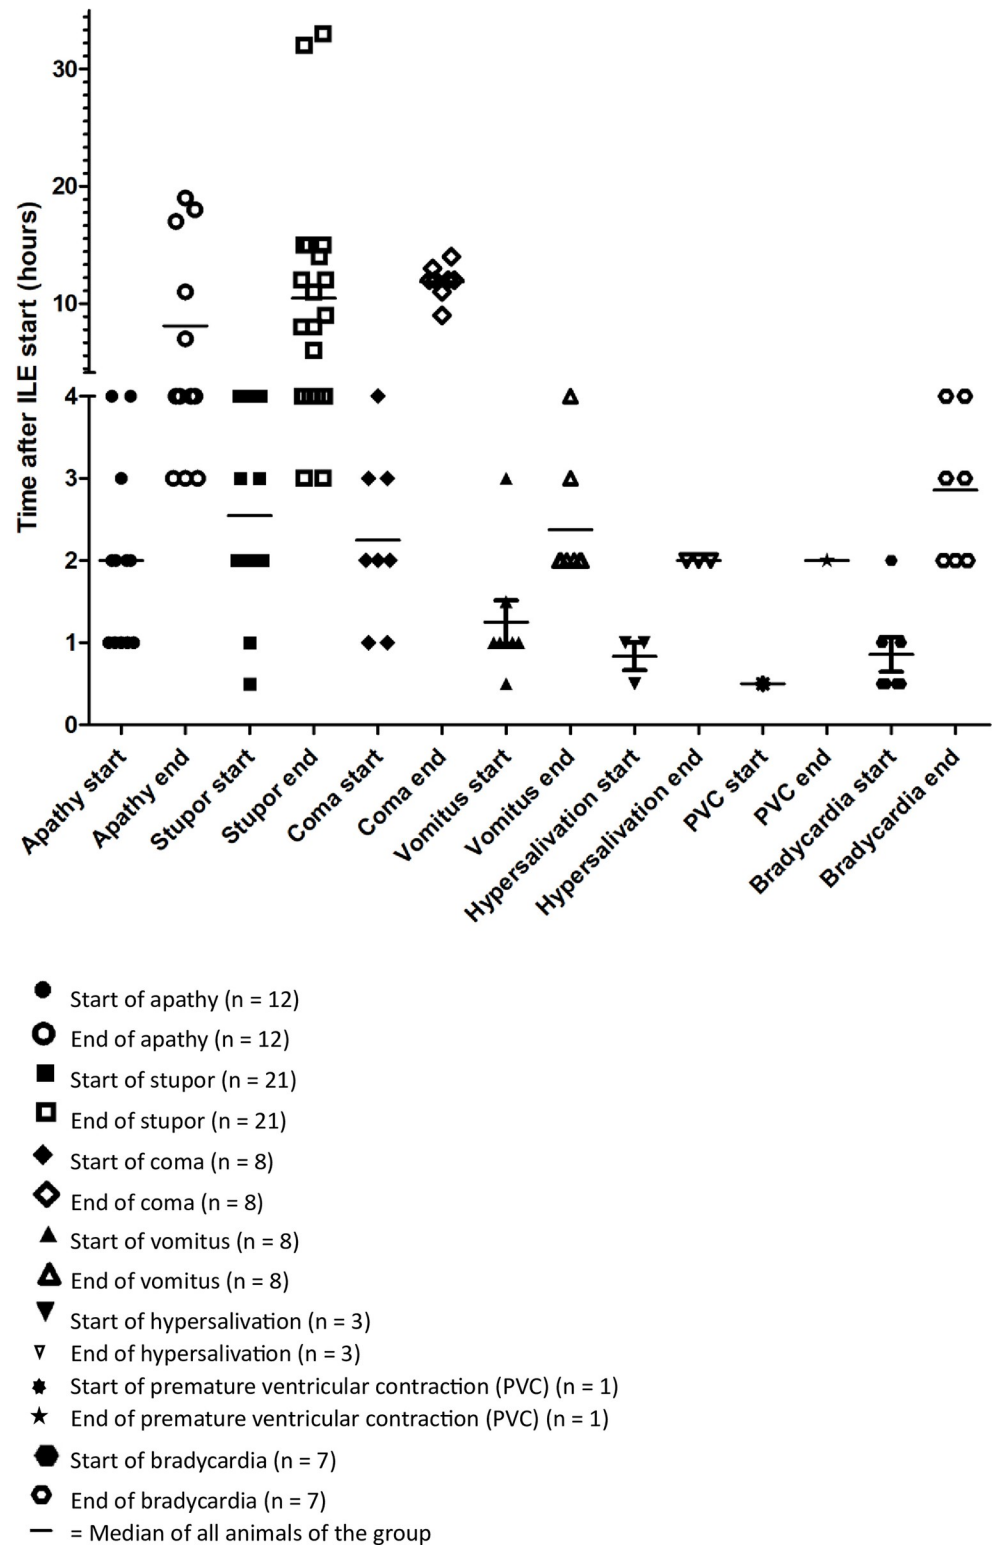 Time after ILE start (hours)
30
20
10
4
3
2
1
0
Apathy start
Apathy end
Stupor start
Stupor end
Coma start
Coma end
Vomitus start
Vomitus end
Hypersalivation start
Hypersalivation end
PVC start
PVC end
Bradycardia start
Bradycardia end
Start of apathy (n = 12)
End of apathy (n = 12)
Start of stupor (n = 21)
End of stupor (n = 21)
Start of coma (n = 8)
End of coma (n = 8)
Start of vomitus (n = 8)
End of vomitus (n = 8)
Start of hypersalivation (n = 3)
End of hypersalivation (n = 3)
Start of premature ventricular contraction (PVC) (n = 1)
End of premature ventricular contraction (PVC) (n = 1)
Start of bradycardia (n = 7)
End of bradycardia (n = 7)
= Median of all animals of the group